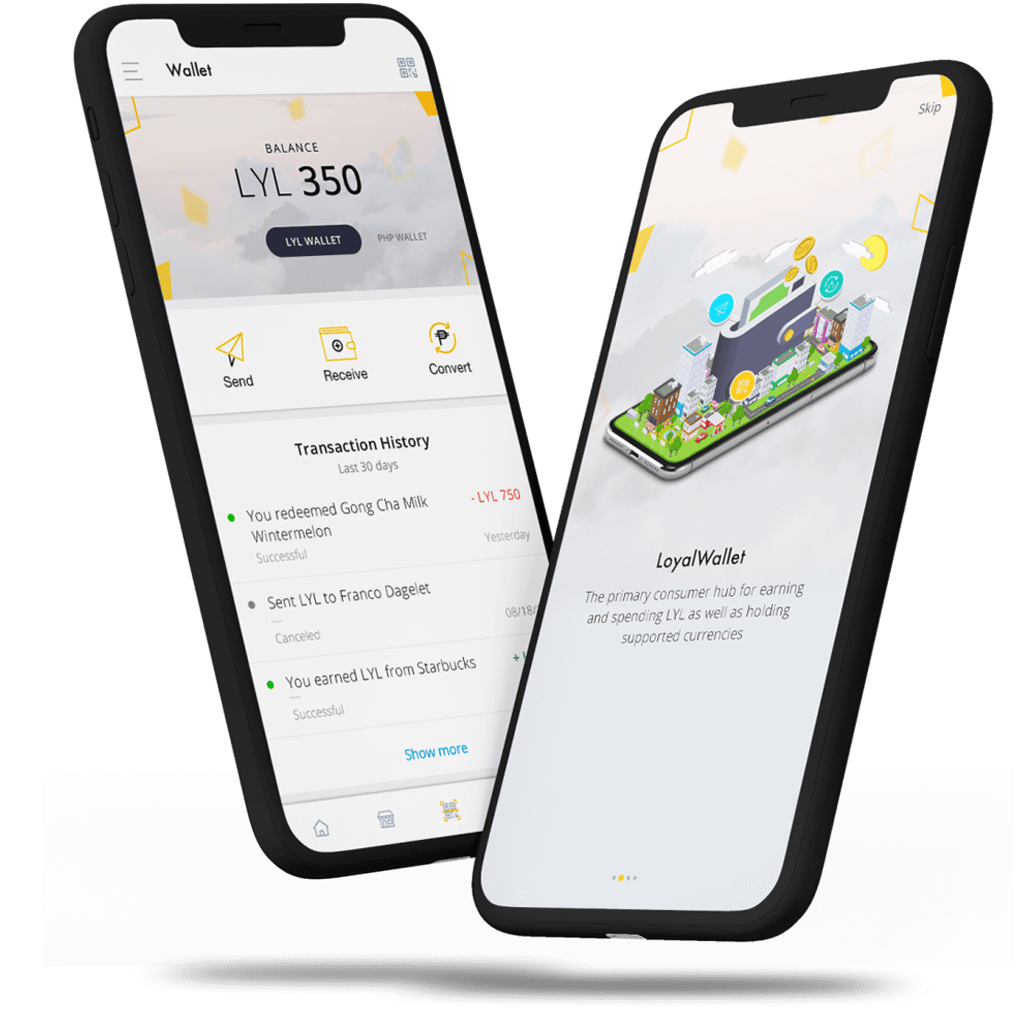 Wallet
BALANCE
LYL 350
LYL WALLET
PHP WALLET
Send
Receive
Convert
Transaction History
Last 30 days
You redeemed Gong Cha Milk
Wintermelon
- LYL 750
Successful
Yesterday
Sent LYL to Franco Dagelet
....
08/18/
Canceled
You earned LYL from Starbucks
+
....
Successful
Show more
Skip
LoyalWallet
The primary consumer hub for earning
and spending LYL as well as holding
supported currencies